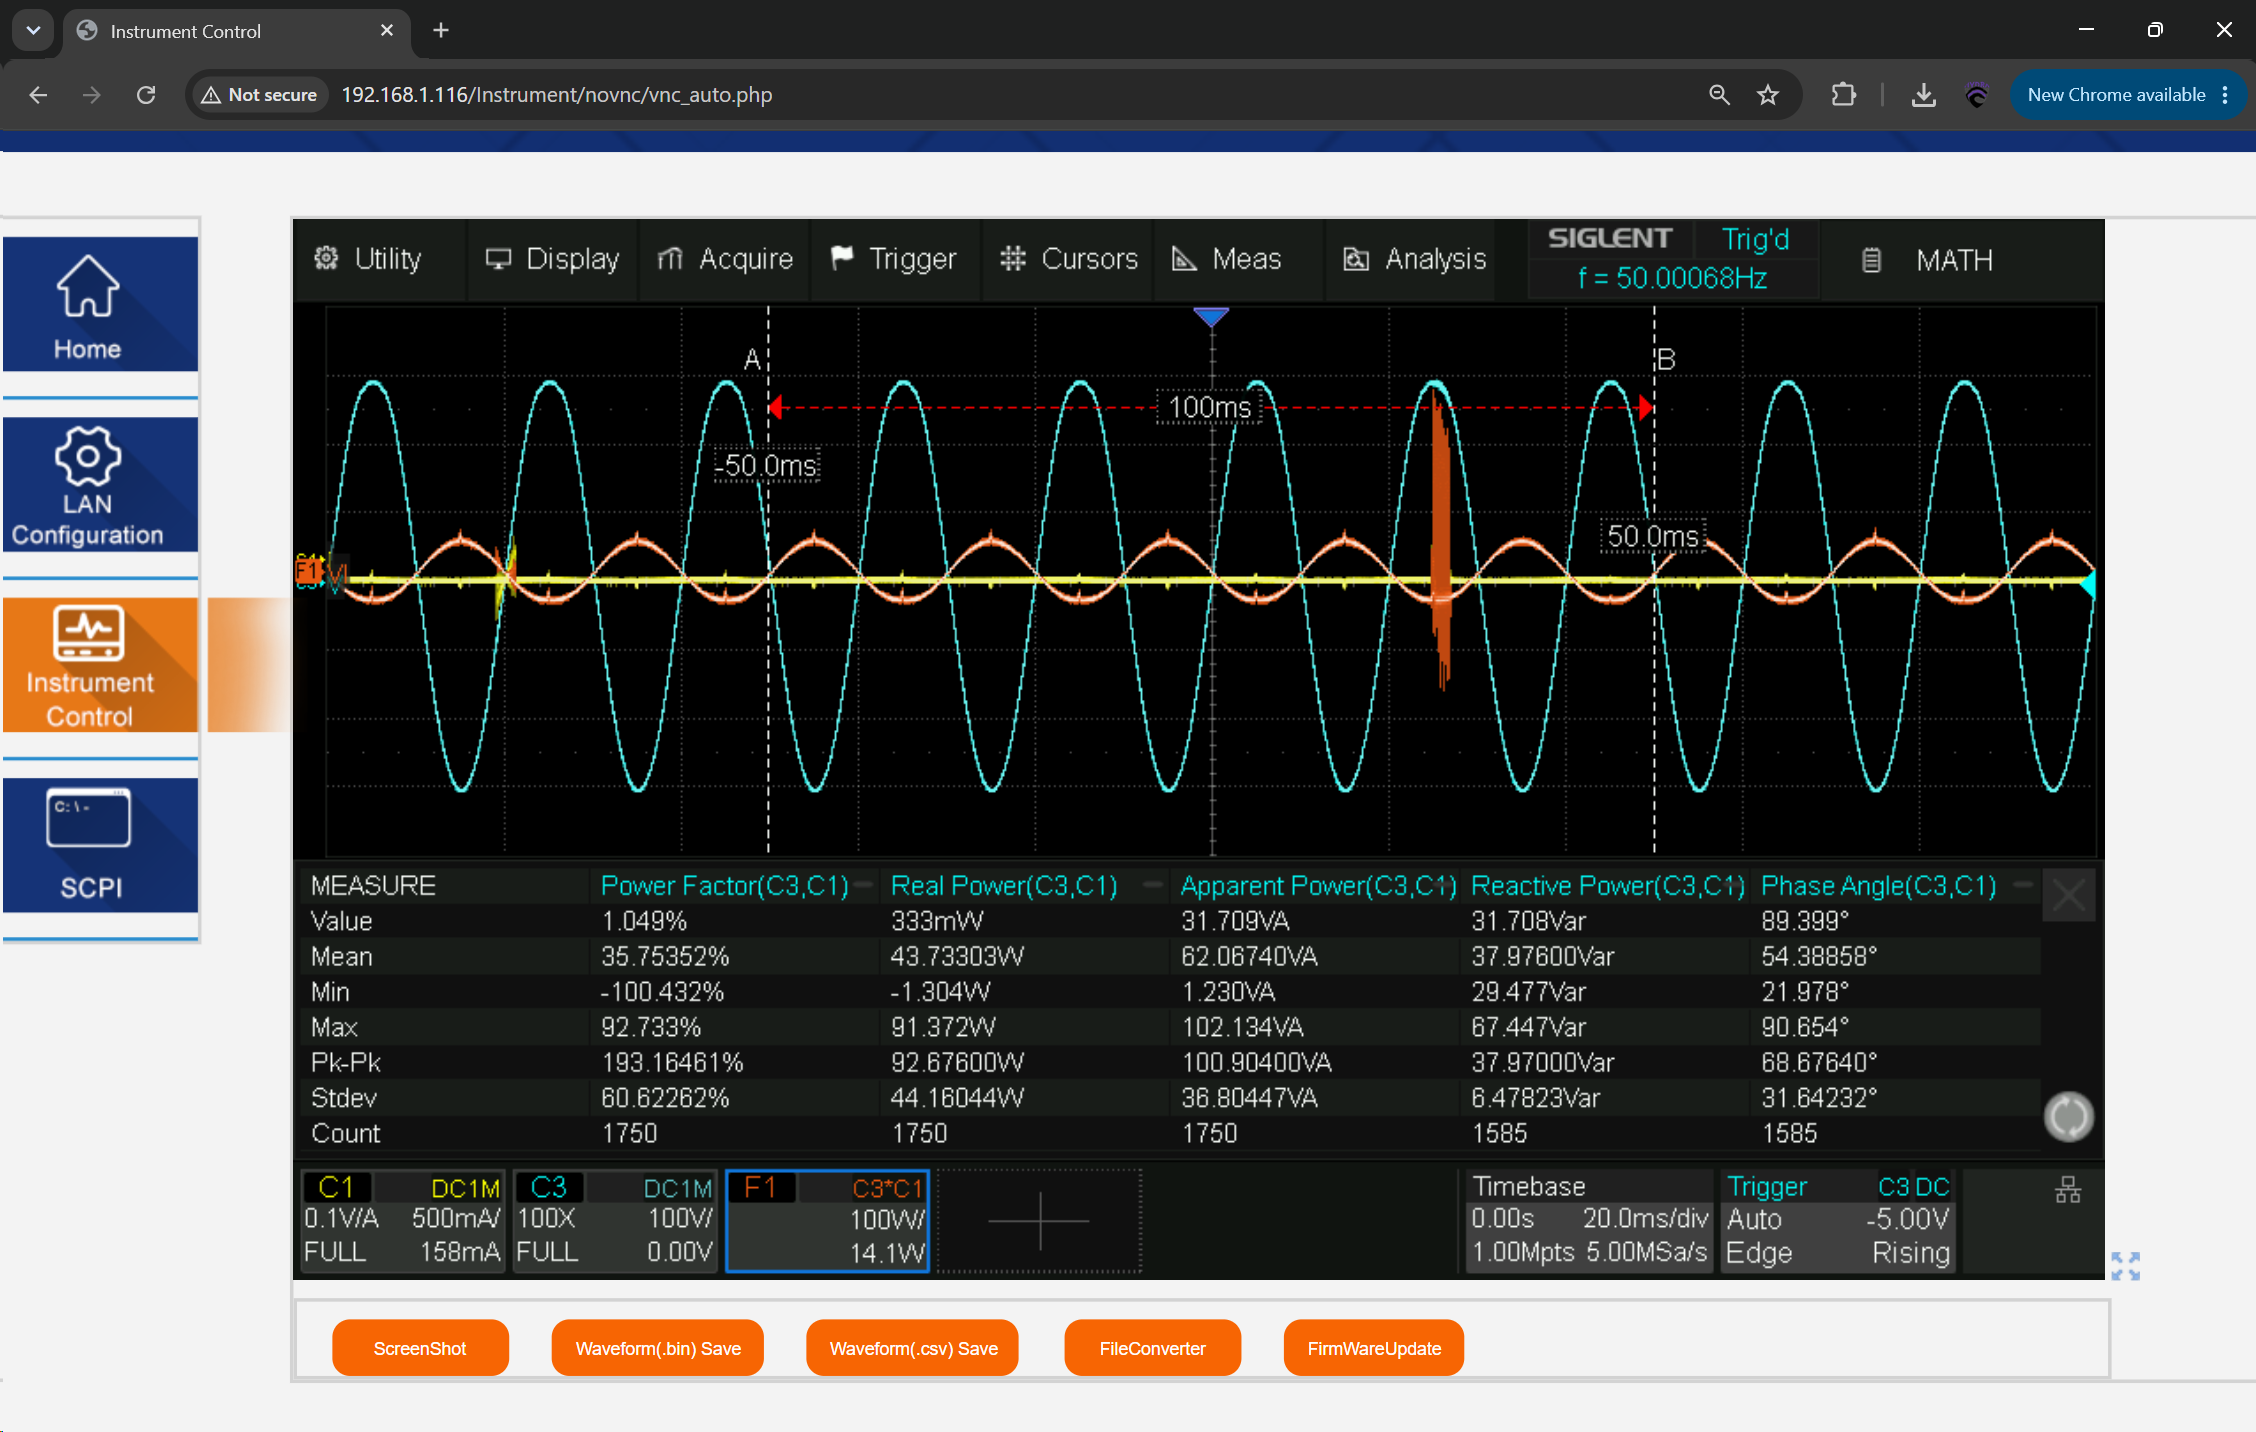 Instrument Control
Not secure
192.168.1.116/Instrument/novnc/vnc_auto.php
New Chrome available
Home
LAN
Configuration
Instrument
Control
C:\-
SCPI
Utility
Display
Acquire
Trigger
Cursors
Meas
Analysis
SIGLENT
Trig'd
f = 50.00068Hz
MATH
A
B
100ms
-50.0ms
50.0ms
F1
MEASURE Power Factor(C3,C1) Real Power(C3,C1) Apparent Power(C3,C1) Reactive Power(C3,C1) Phase Angle(C3,C1)
Value 1.049% 333mW 31.709VA 31.708Var 89.399°
Mean 35.75352% 43.73303W 62.06740VA 37.97600Var 54.38858°
Min -100.432% -1.304W 1.230VA 29.477Var 21.978°
Max 92.733% 91.372W 102.134VA 67.447Var 90.654°
Pk-Pk 193.16461% 92.67600W 100.90400VA 37.97000Var 68.67640°
Stdev 60.62262% 44.16044W 36.80447VA 6.47823Var 31.64232°
Count 1750 1750 1750 1585 1585
C1 DC1M
0.1V/A 500mA/
FULL 158mA
C3 DC1M
100X 100V/
FULL 0.00V
F1 C3*C1
100W/
14.1W
Timebase
0.00s 20.0ms/div
1.00Mpts 5.00MSa/s
Trigger C3 DC
Auto -5.00V
Edge Rising
ScreenShot
Waveform(.bin) Save
Waveform(.csv) Save
FileConverter
FirmWareUpdate